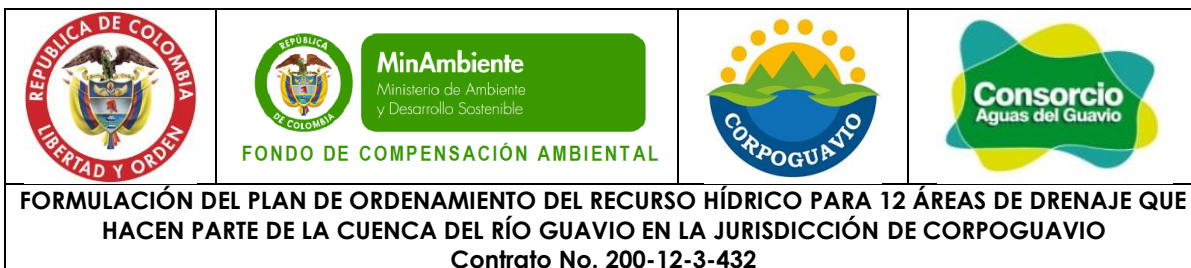 REPUBLICA DE COLOMBIA
LIBERTAD Y ORDEN
REPÚBLICA
DE COLOMBIA
MinAmbiente
Ministerio de Ambiente
y Desarrollo Sostenible
FONDO DE COMPENSACIÓN AMBIENTAL
CORPOGUAVIO
Consorcio
Aguas del Guavio
FORMULACIÓN DEL PLAN DE ORDENAMIENTO DEL RECURSO HÍDRICO PARA 12 ÁREAS DE DRENAJE QUE
HACEN PARTE DE LA CUENCA DEL RÍO GUAVIO EN LA JURISDICCIÓN DE CORPOGUAVIO
Contrato No. 200-12-3-432